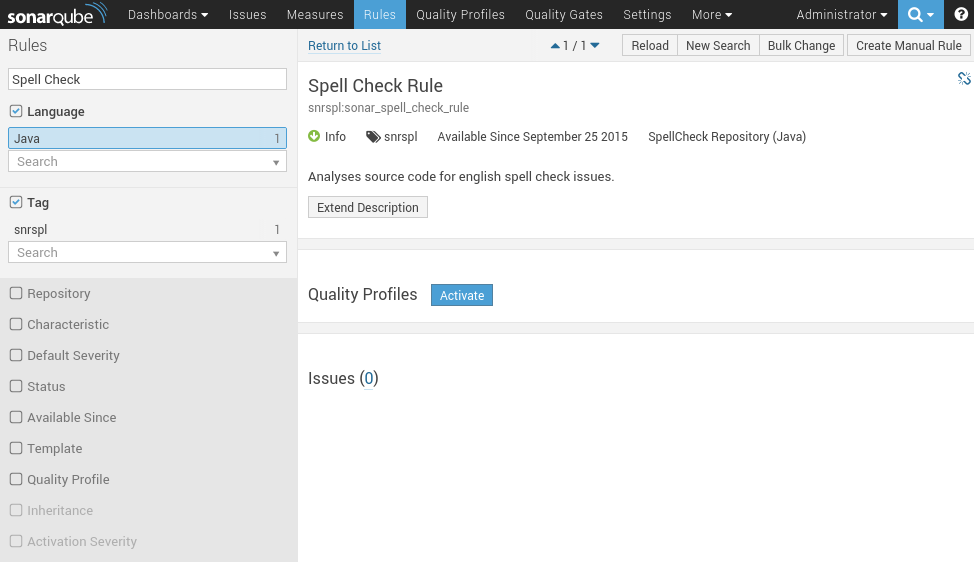 sonarqube Dashboards Issues Measures Rules Quality Profiles Quality Gates Settings More Administrator ?
Rules
Return to List 1 / 1 Reload New Search Bulk Change Create Manual Rule
Spell Check
Language
Java 1
Search
Tag
snrspl 1
Search
Repository
Characteristic
Default Severity
Status
Available Since
Template
Quality Profile
Inheritance
Activation Severity
Spell Check Rule
snrspl:sonar_spell_check_rule
Info snrspl Available Since September 25 2015 SpellCheck Repository (Java)
Analyses source code for english spell check issues.
Extend Description
Quality Profiles Activate
Issues (0)